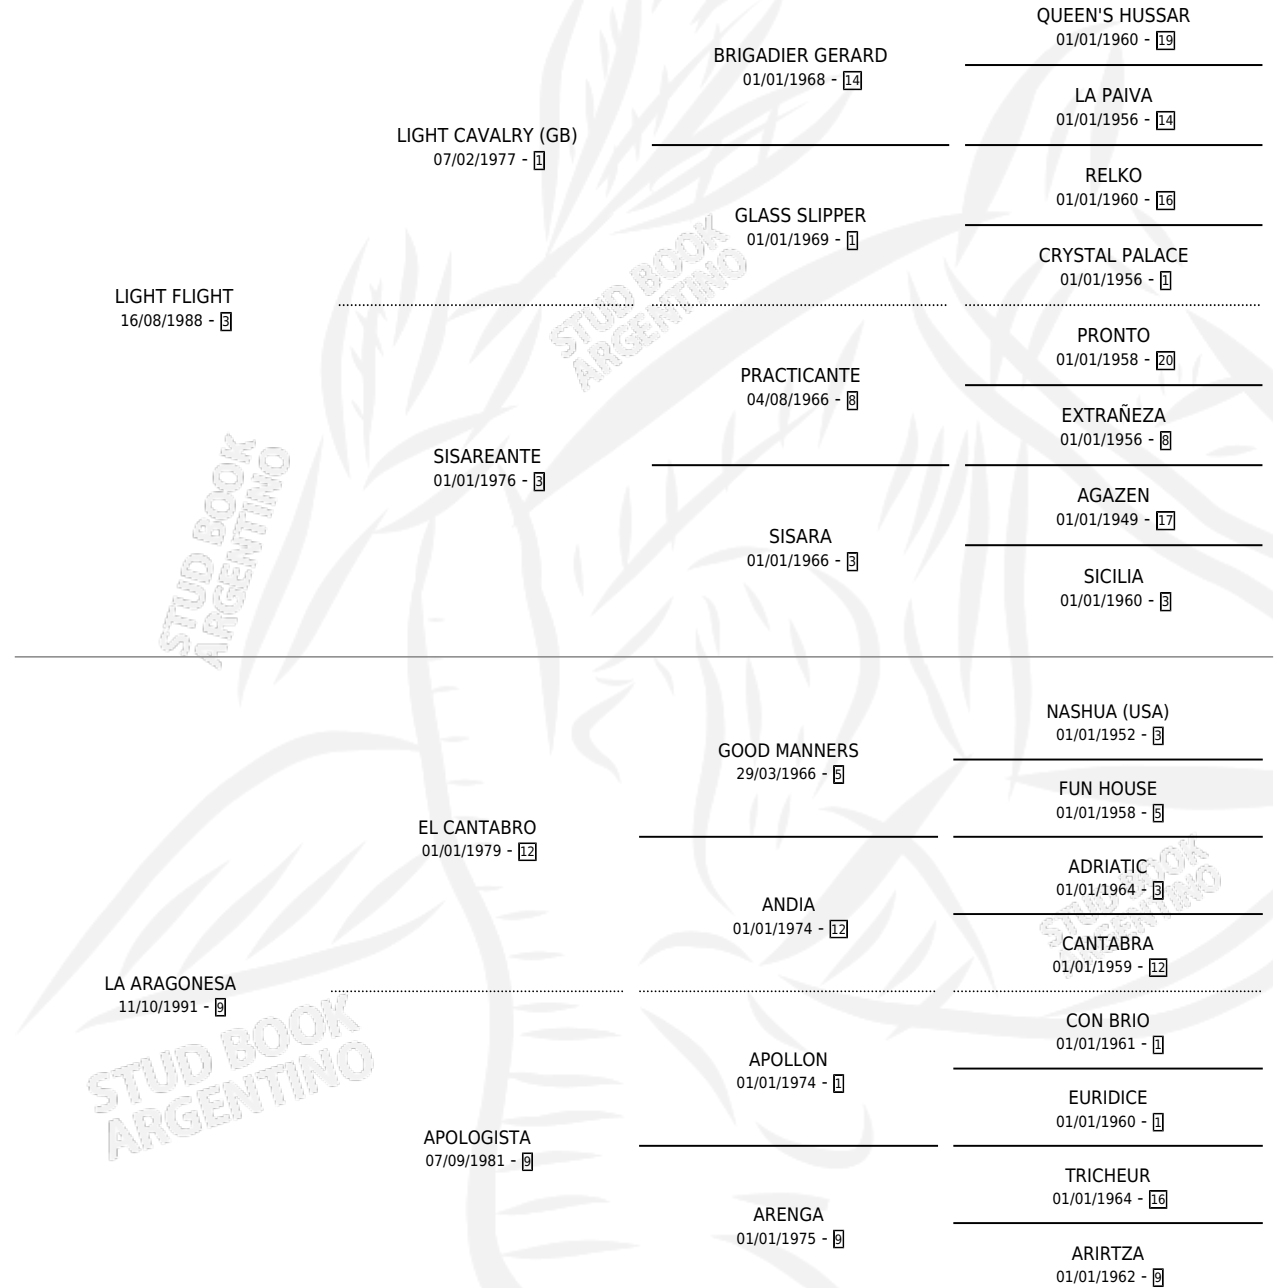 QUEEN'S HUSSAR
01/01/1960 - 19
BRIGADIER GERARD
01/01/1968 - 14
LA PAIVA
01/01/1956 - 14
LIGHT CAVALRY (GB)
07/02/1977 - 1
RELKO
01/01/1960 - 16
GLASS SLIPPER
01/01/1969 - 1
CRYSTAL PALACE
01/01/1956 - 1
LIGHT FLIGHT
16/08/1988 - 3
STUD BOOK
ARGENTINO
PRONTO
01/01/1958 - 20
PRACTICANTE
04/08/1966 - 8
EXTRAÑEZA
01/01/1956 - 8
SISAREANTE
01/01/1976 - 3
AGAZEN
01/01/1949 - 17
SISARA
01/01/1966 - 3
SICILIA
01/01/1960 - 3
STUD BOOK
ARGENTINO
NASHUA (USA)
01/01/1952 - 3
GOOD MANNERS
29/03/1966 - 5
FUN HOUSE
01/01/1958 - 5
EL CANTABRO
01/01/1979 - 12
ADRIATIC
01/01/1964 - 3
ANDIA
01/01/1974 - 12
CANTABRA
01/01/1959 - 12
STUD BOOK
ARGENTINO
LA ARAGONESA
11/10/1991 - 9
CON BRIO
01/01/1961 - 1
APOLLON
01/01/1974 - 1
EURIDICE
01/01/1960 - 1
STUD BOOK
ARGENTINO
APOLOGISTA
07/09/1981 - 9
TRICHEUR
01/01/1964 - 16
ARENGA
01/01/1975 - 9
ARIRTZA
01/01/1962 - 9